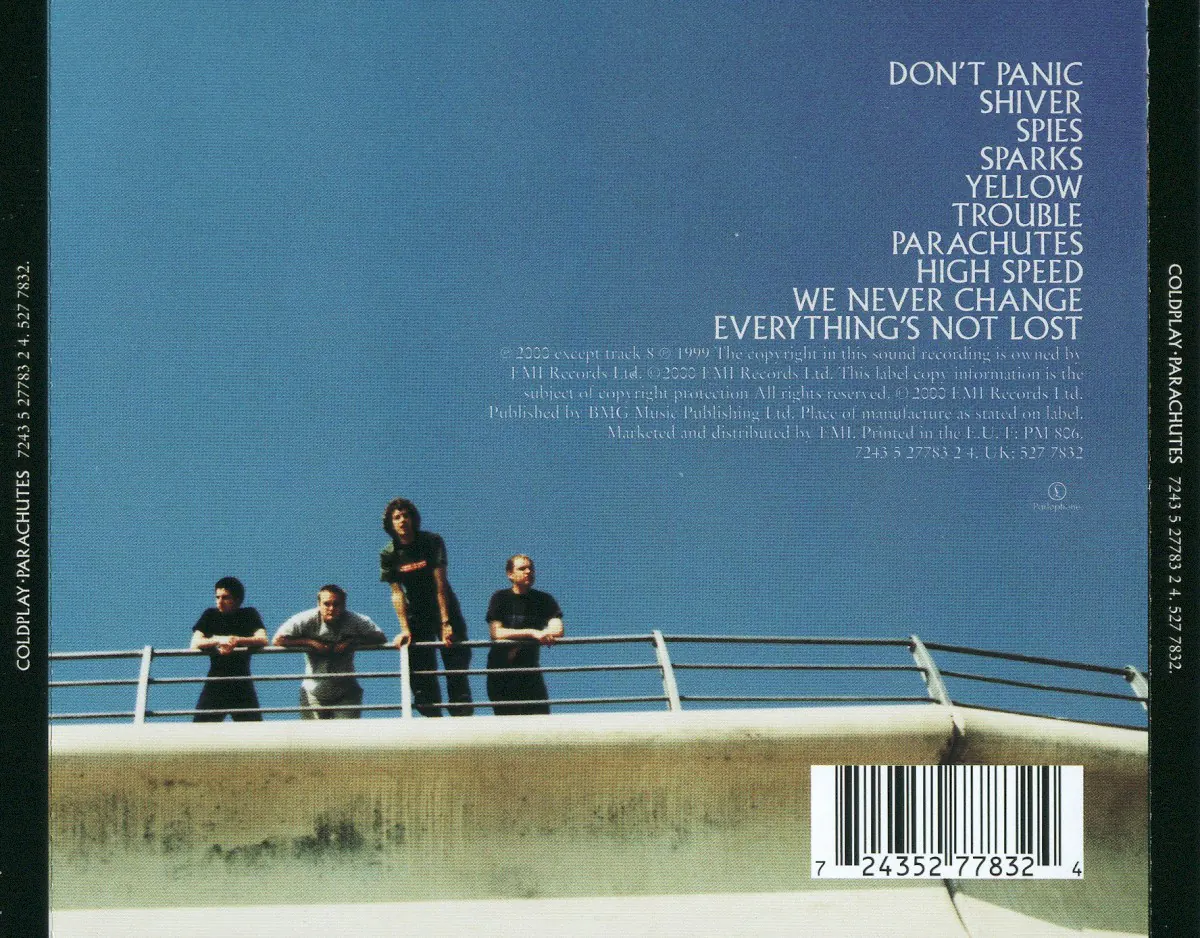 COLDPLAY·PARACHUTES 7243 5 27783 2 4. 527 7832.
DON'T PANIC
SHIVER
SPIES
SPARKS
YELLOW
TROUBLE
PARACHUTES
HIGH SPEED
WE NEVER CHANGE
EVERYTHING'S NOT LOST
℗ 2000 except track 8 ℗ 1999 The copyright in this sound recording is owned by
EMI Records Ltd. © 2000 EMI Records Ltd. This label copy information is the
subject of copyright protection All rights reserved. © 2000 EMI Records Ltd.
Published by BMG Music Publishing Ltd. Place of manufacture as stated on label.
Marketed and distributed by EMI. Printed in the E.U. F: PM 806,
7243 5 27783 2 4. UK: 527 7832
Parlophone
7 24352 77832 4
COLDPLAY·PARACHUTES 7243 5 27783 2 4. 527 7832.